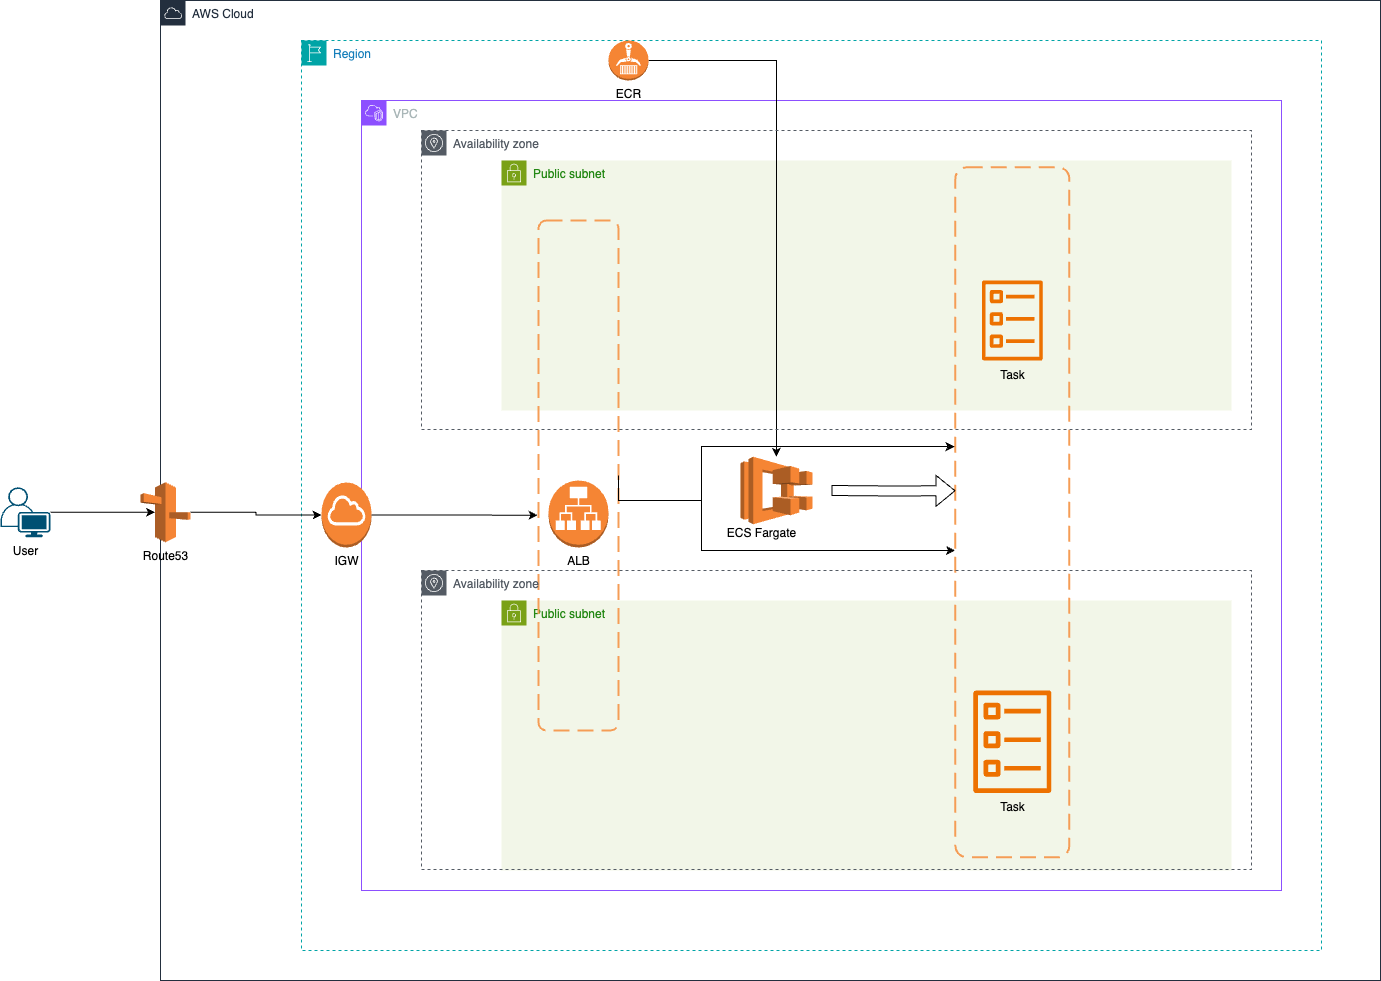 AWS Cloud
Region
ECR
VPC
Availability zone
Public subnet
Task
ECS Fargate
User
Route53
IGW
ALB
Availability zone
Public subnet
Task